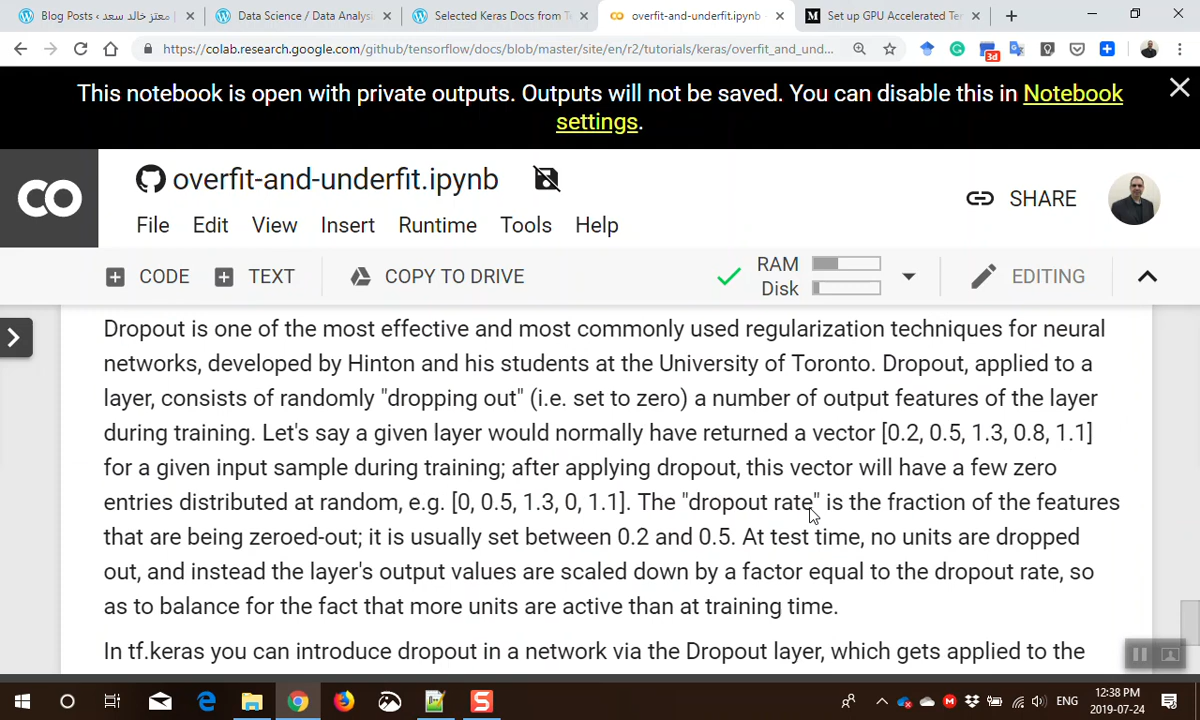 Blog Posts ‹ معتز خالد سعد
Data Science / Data Analys
Selected Keras Docs from T
overfit-and-underfit.ipynb
Set up GPU Accelerated Te
https://colab.research.google.com/github/tensorflow/docs/blob/master/site/en/r2/tutorials/keras/overfit_and_und...
3d
This notebook is open with private outputs. Outputs will not be saved. You can disable this in Notebook
settings.
CO
overfit-and-underfit.ipynb
SHARE
File Edit View Insert Runtime Tools Help
CODE TEXT COPY TO DRIVE
RAM
Disk
EDITING
Dropout is one of the most effective and most commonly used regularization techniques for neural
networks, developed by Hinton and his students at the University of Toronto. Dropout, applied to a
layer, consists of randomly "dropping out" (i.e. set to zero) a number of output features of the layer
during training. Let's say a given layer would normally have returned a vector [0.2, 0.5, 1.3, 0.8, 1.1]
for a given input sample during training; after applying dropout, this vector will have a few zero
entries distributed at random, e.g. [0, 0.5, 1.3, 0, 1.1]. The "dropout rate" is the fraction of the features
that are being zeroed-out; it is usually set between 0.2 and 0.5. At test time, no units are dropped
out, and instead the layer's output values are scaled down by a factor equal to the dropout rate, so
as to balance for the fact that more units are active than at training time.
In tf.keras you can introduce dropout in a network via the Dropout layer, which gets applied to the
ENG
12:38 PM
2019-07-24